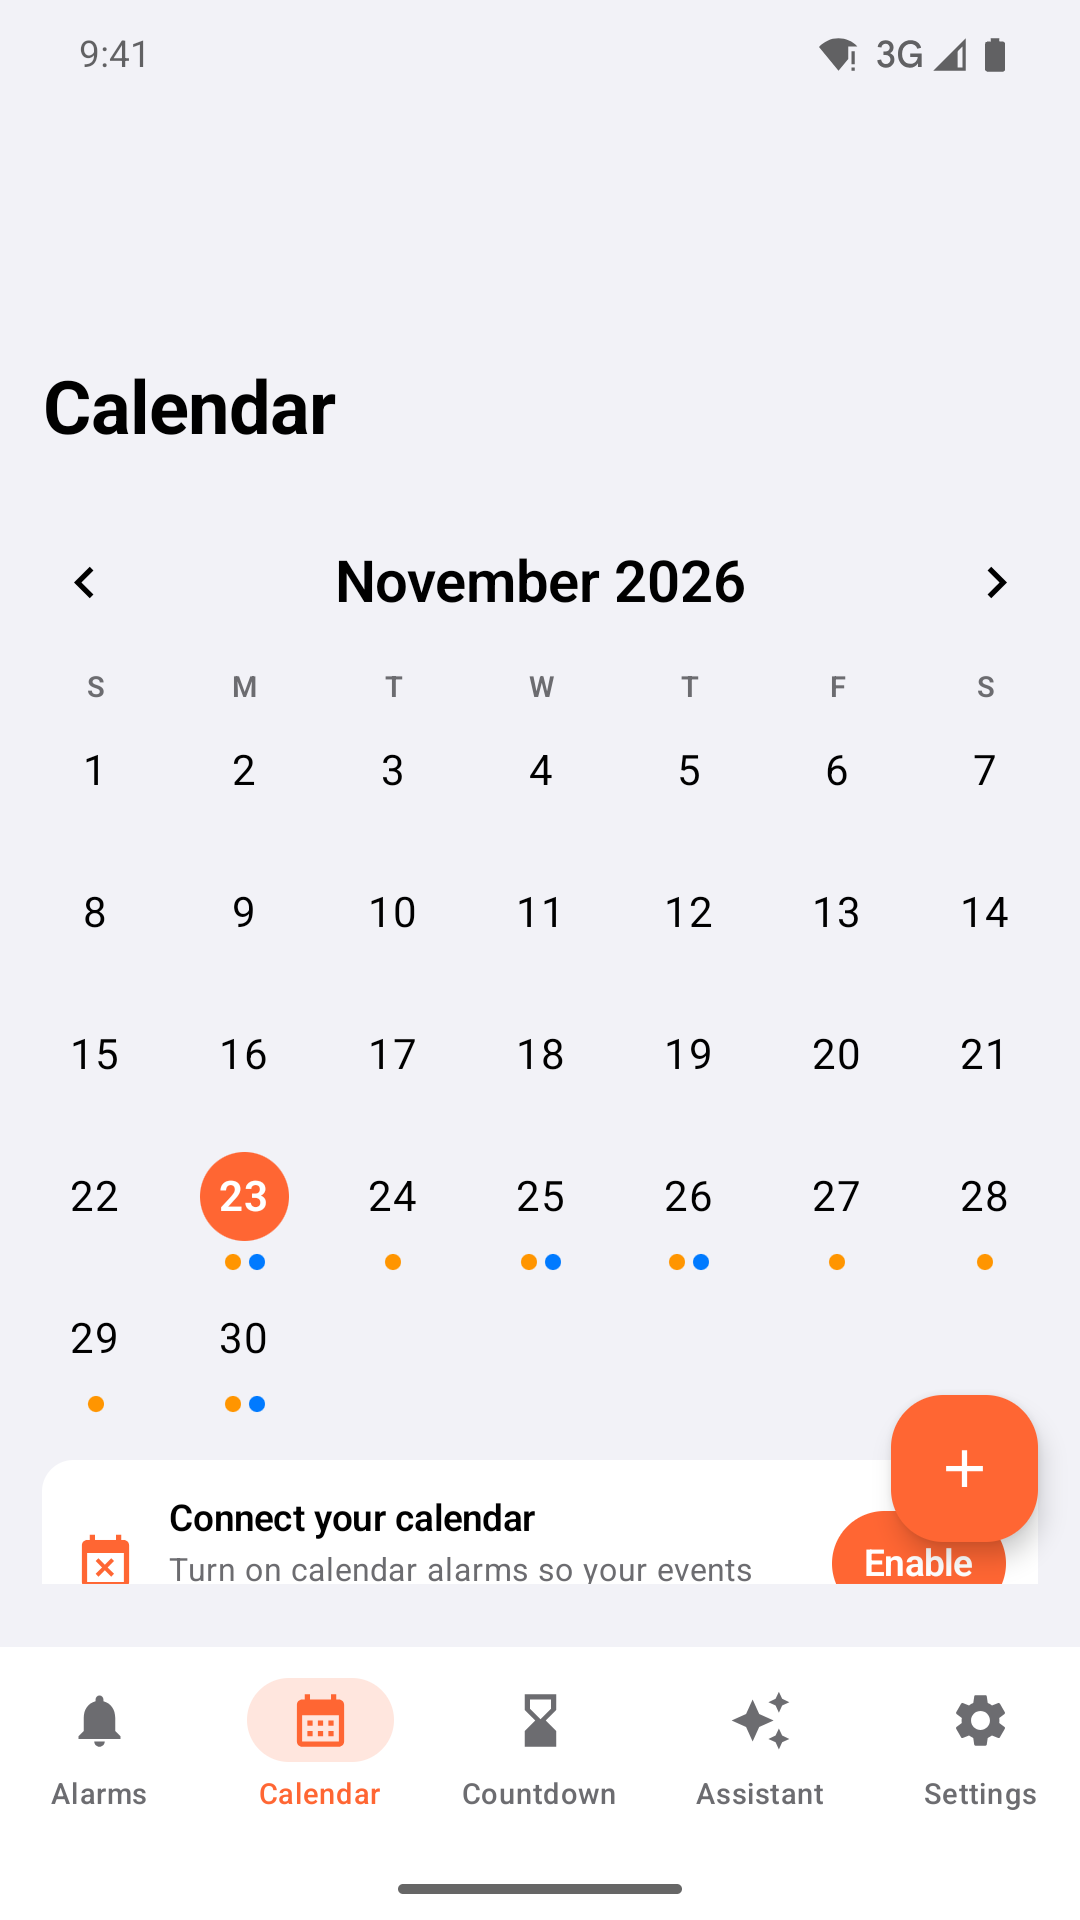 9:41
3G
Calendar
November 2026
S M T W T F S
1 2 3 4 5 6 7
8 9 10 11 12 13 14
15 16 17 18 19 20 21
22 23 24 25 26 27 28
29 30
Connect your calendar
Turn on calendar alarms so your events
Enable
Alarms Calendar Countdown Assistant Settings